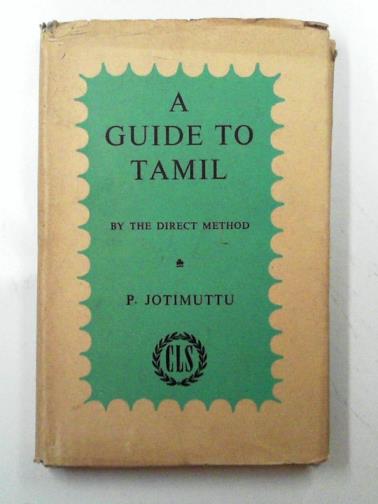 A
GUIDE TO
TAMIL
BY THE DIRECT METHOD
P. JOTIMUTTU
CLS